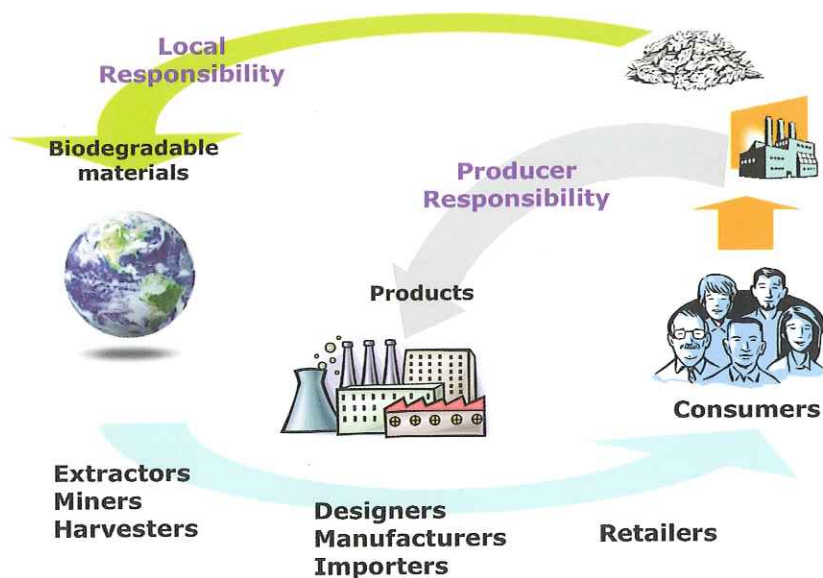 Local
Responsibility
Biodegradable
materials
Producer
Responsibility
Products
Consumers
Extractors
Miners
Harvesters
Designers
Manufacturers
Importers
Retailers